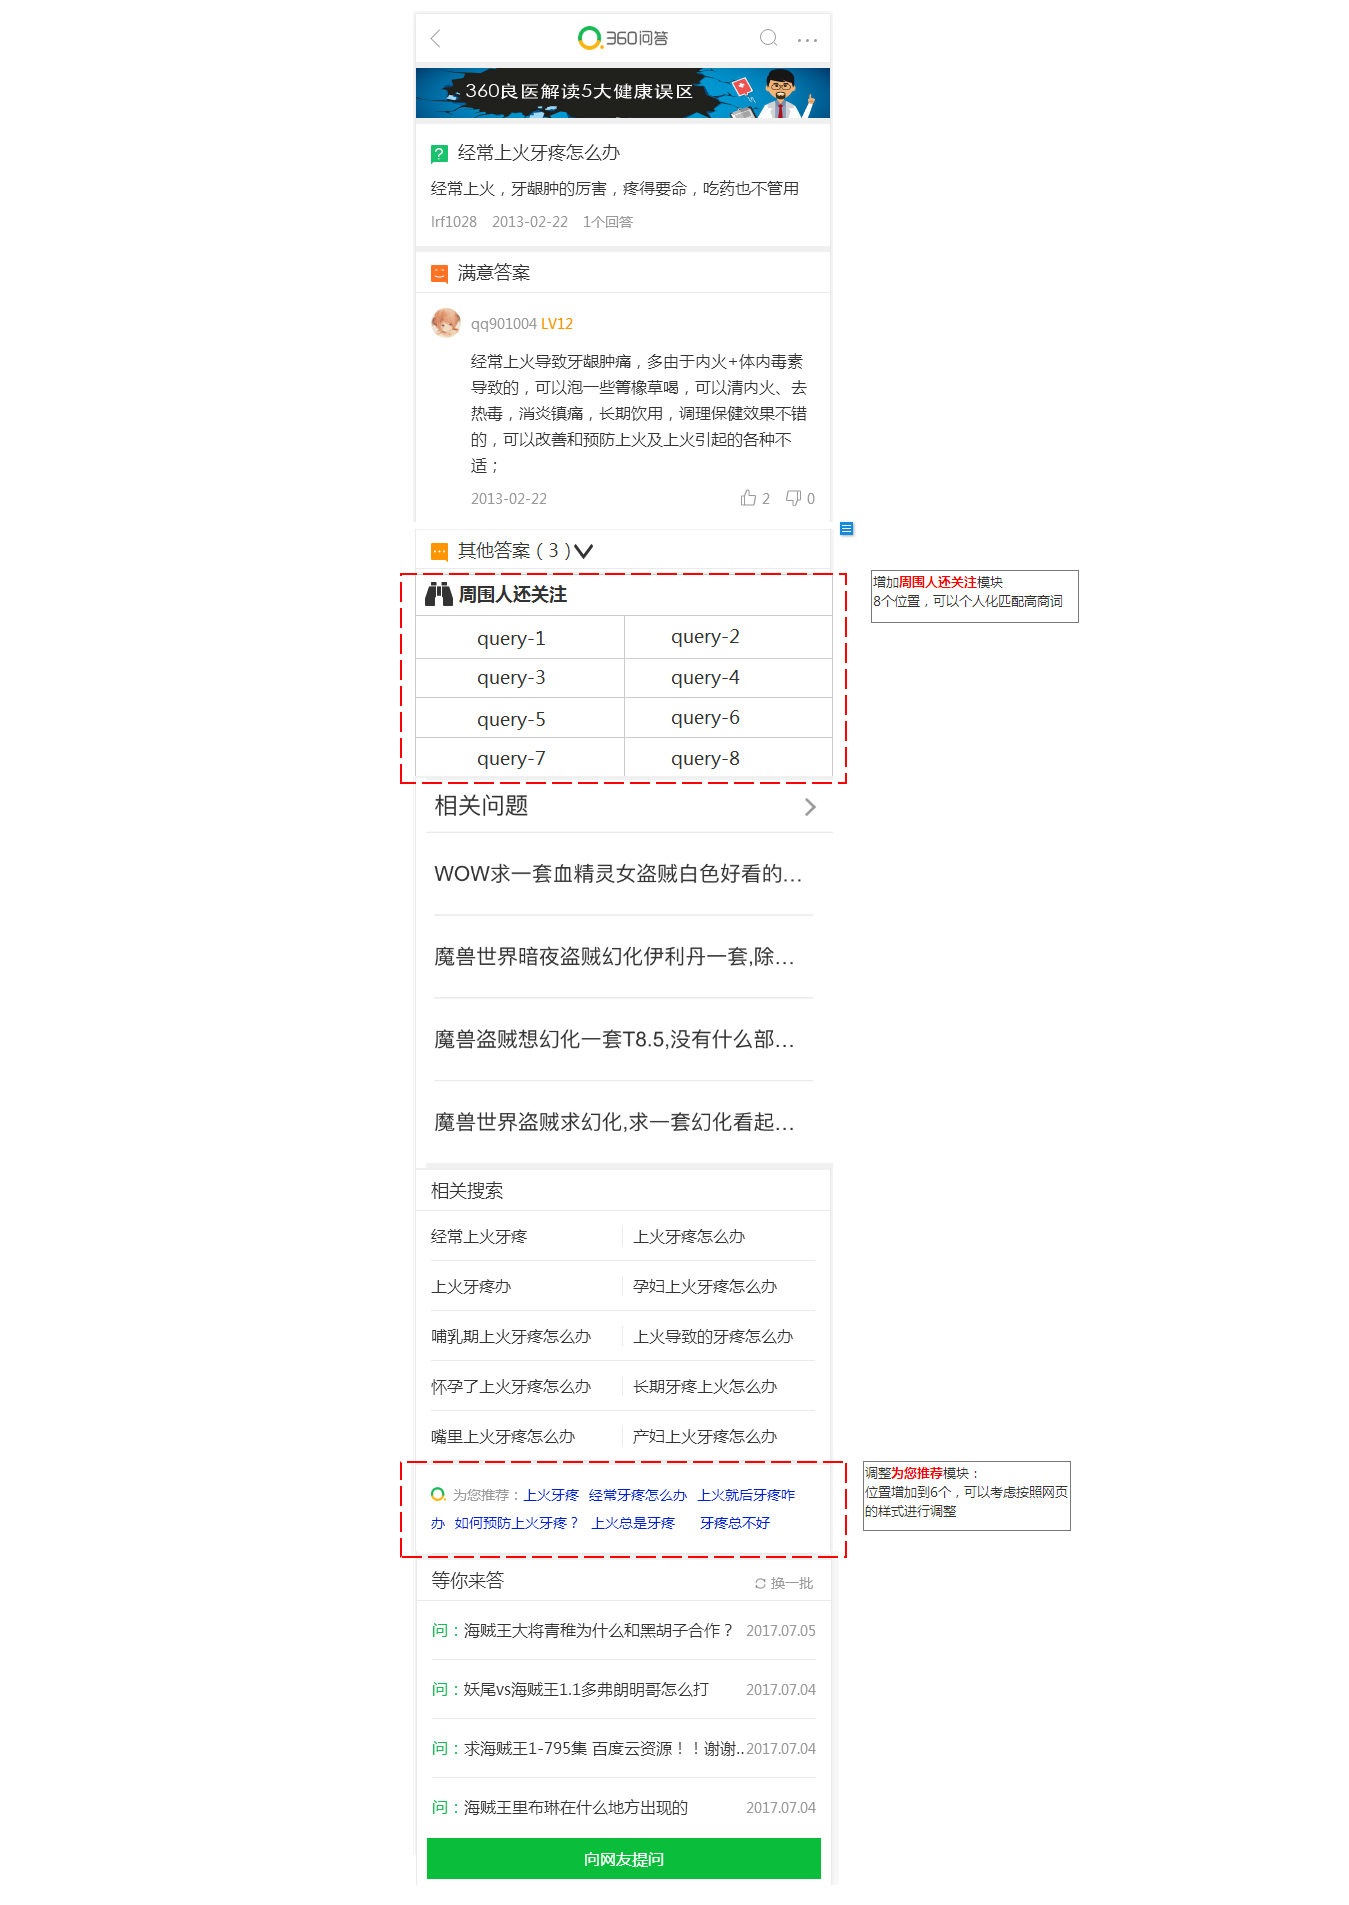 360问答
360良医解读5大健康误区
经常上火牙疼怎么办
经常上火，牙龈肿的厉害，疼得要命，吃药也不管用
lrf1028 2013-02-22 1个回答
满意答案
qq901004 LV12
经常上火导致牙龈肿痛，多由于内火+体内毒素
导致的，可以泡一些箐橡草喝，可以清内火、去
热毒，消炎镇痛，长期饮用，调理保健效果不错
的，可以改善和预防上火及上火引起的各种不
适；
2013-02-22 2 0
其他答案（3）
周围人还关注
query-1 query-2
query-3 query-4
query-5 query-6
query-7 query-8
增加周围人还关注模块
8个位置，可以个人化匹配高商词
相关问题
WOW求一套血精灵女盗贼白色好看的...
魔兽世界暗夜盗贼幻化伊利丹一套,除...
魔兽盗贼想幻化一套T8.5,没有什么部...
魔兽世界盗贼求幻化,求一套幻化看起...
相关搜索
经常上火牙疼 上火牙疼怎么办
上火牙疼办 孕妇上火牙疼怎么办
哺乳期上火牙疼怎么办 上火导致的牙疼怎么办
怀孕了上火牙疼怎么办 长期牙疼上火怎么办
嘴里上火牙疼怎么办 产妇上火牙疼怎么办
为您推荐：上火牙疼 经常牙疼怎么办 上火就后牙疼咋
办 如何预防上火牙疼？ 上火总是牙疼 牙疼总不好
调整为您推荐模块：
位置增加到6个，可以考虑按照网页
的样式进行调整
等你来答 换一批
问：海贼王大将青稚为什么和黑胡子合作？ 2017.07.05
问：妖尾vs海贼王1.1多弗朗明哥怎么打 2017.07.04
问：求海贼王1-795集 百度云资源！！谢谢.. 2017.07.04
问：海贼王里布琳在什么地方出现的 2017.07.04
向网友提问